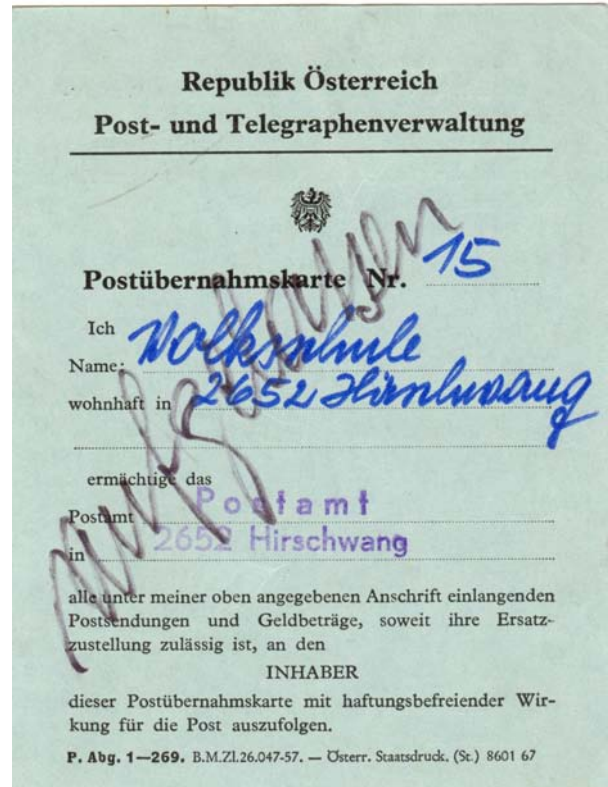 Republik Österreich
Post- und Telegraphenverwaltung
Postübernahmskarte Nr. 15
Ich
Name: Volksschule
wohnhaft in 2652 Hirschwang
ermächtige das
Postamt Postamt
in 2652 Hirschwang
alle unter meiner oben angegebenen Anschrift einlangenden
Postsendungen und Geldbeträge, soweit ihre Ersatz-
zustellung zulässig ist, an den
INHABER
dieser Postübernahmskarte mit haftungsbefreiender Wir-
kung für die Post auszufolgen.
P. Abg. 1—269. B.M.Zl.26.047-57. — Österr. Staatsdruck. (St.) 8601 67